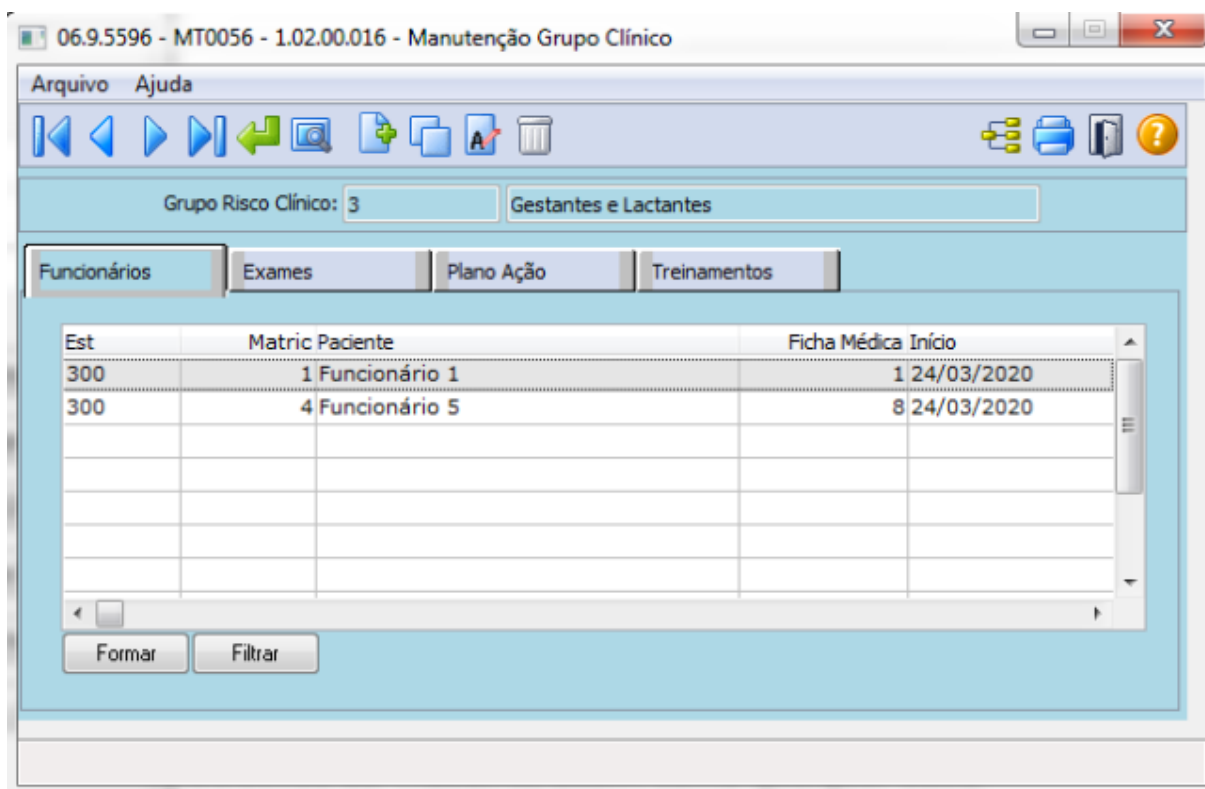 06.9.5596 - MT0056 - 1.02.00.016 - Manutenção Grupo Clínico
Arquivo Ajuda
Grupo Risco Clínico: 3 Gestantes e Lactantes
Funcionários Exames Plano Ação Treinamentos
Est Matric Paciente Ficha Médica Início
300 1 Funcionário 1 1 24/03/2020
300 4 Funcionário 5 8 24/03/2020
Formar Filtrar